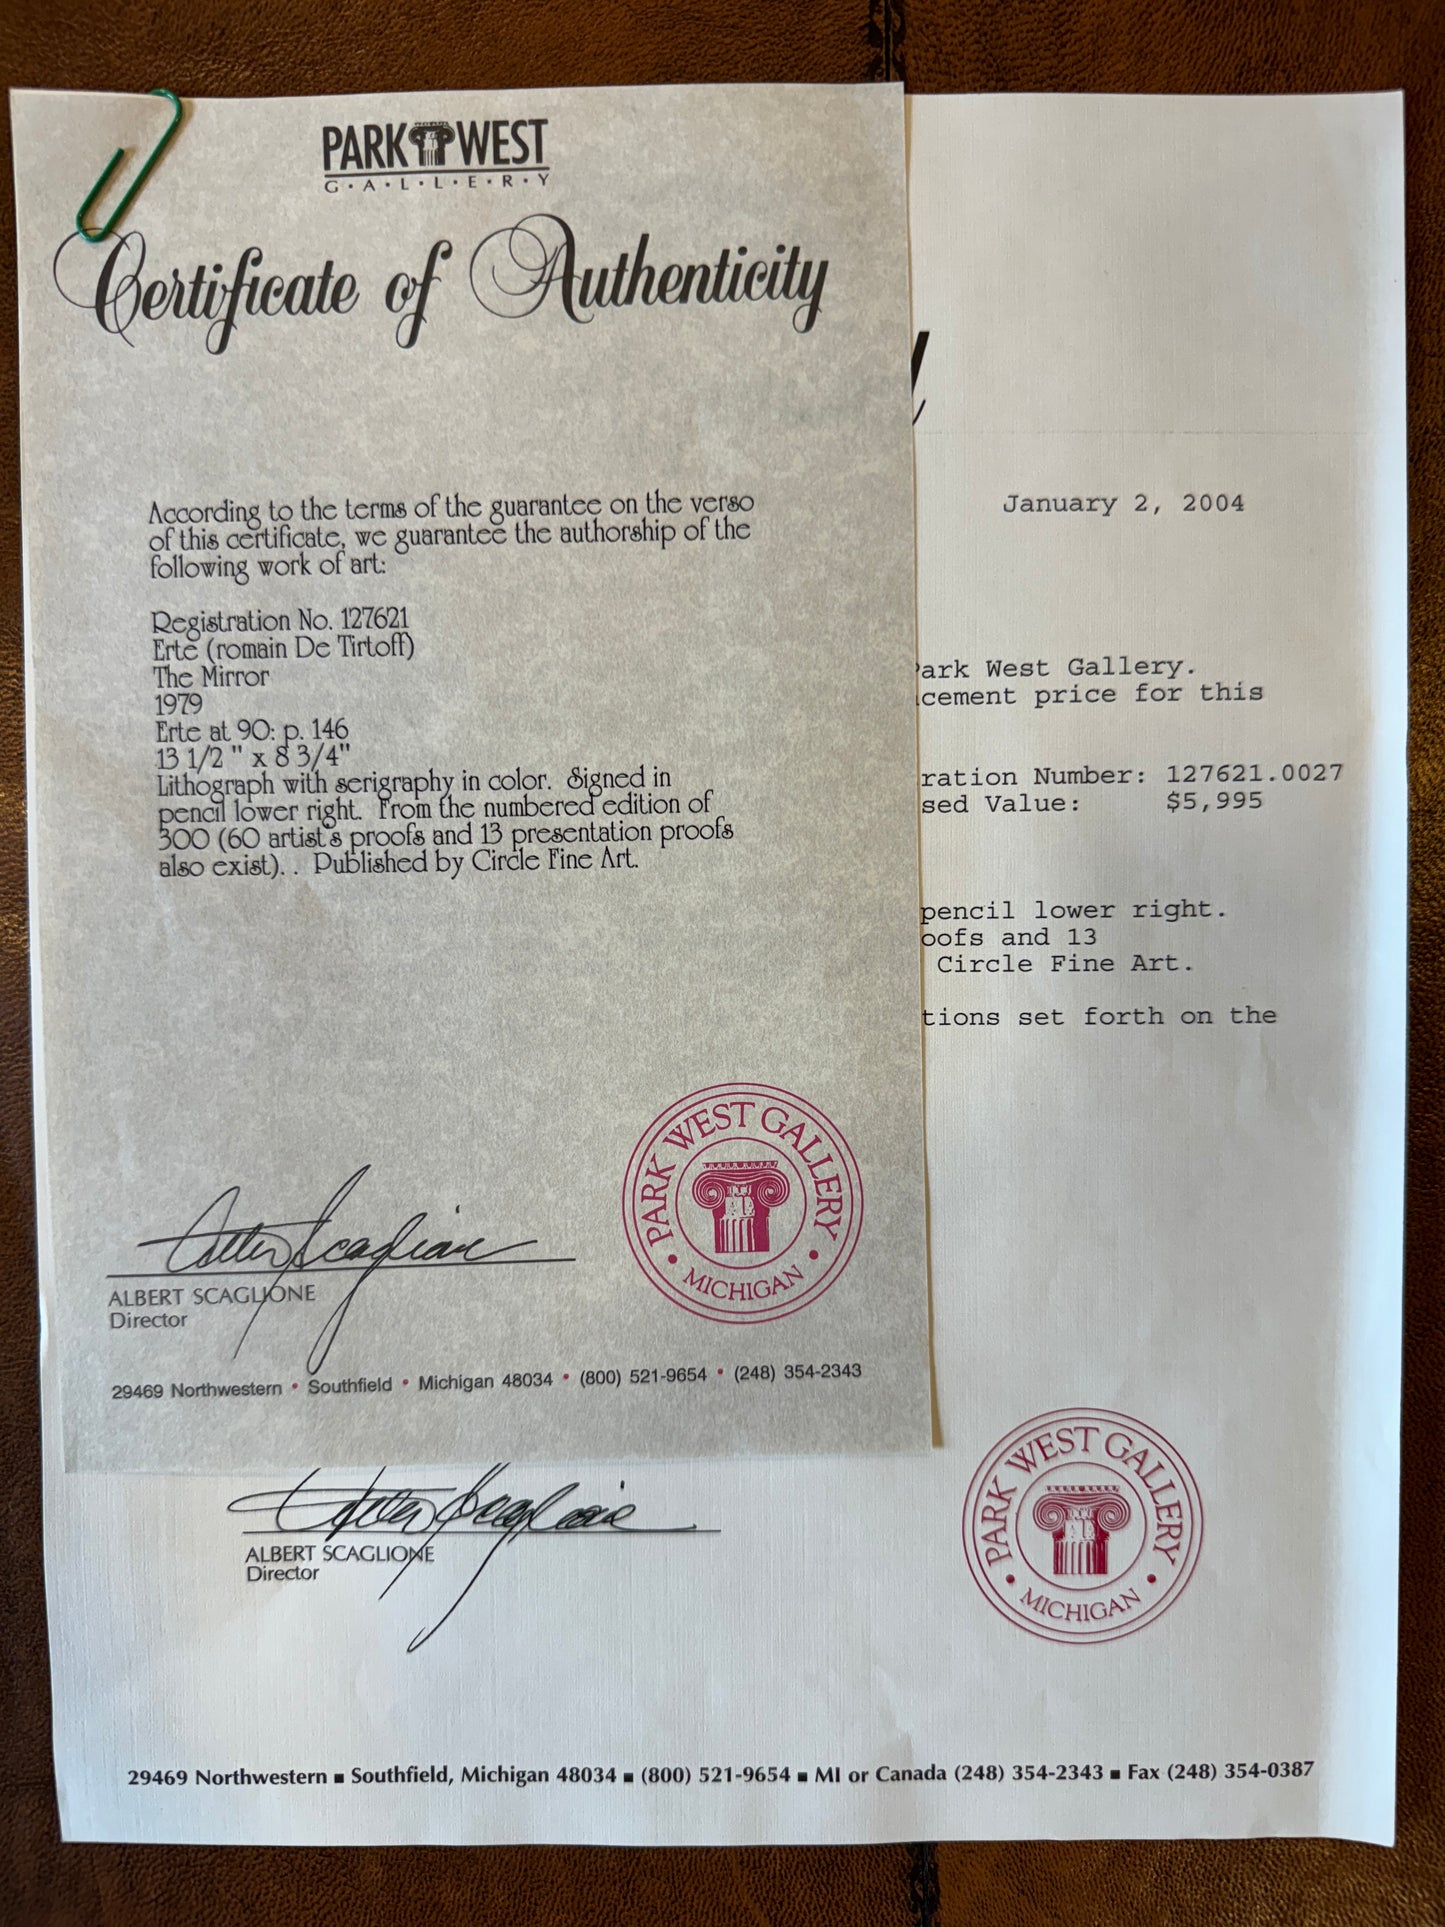 PARK WEST
G·A·L·L·E·R·Y
Certificate of Authenticity
According to the terms of the guarantee on the verso
of this certificate, we guarantee the authorship of the
following work of art:
Registration No. 127621
Erte (romain De Tirtoff)
The Mirror
1979
Erte at 90: p. 146
13 1/2 " x 8 3/4"
Lithograph with serigraphy in color. Signed in
pencil lower right. From the numbered edition of
300 (60 artist's proofs and 13 presentation proofs
also exist). . Published by Circle Fine Art.
PARK WEST GALLERY
• MICHIGAN •
ALBERT SCAGLIONE
Director
29469 Northwestern • Southfield • Michigan 48034 • (800) 521-9654 • (248) 354-2343
January 2, 2004
Park West Gallery.
cement price for this
ration Number: 127621.0027
sed Value: $5,995
pencil lower right.
oofs and 13
Circle Fine Art.
tions set forth on the
PARK WEST GALLERY
• MICHIGAN •
ALBERT SCAGLIONE
Director
29469 Northwestern ■ Southfield, Michigan 48034 ■ (800) 521-9654 ■ MI or Canada (248) 354-2343 ■ Fax (248) 354-0387